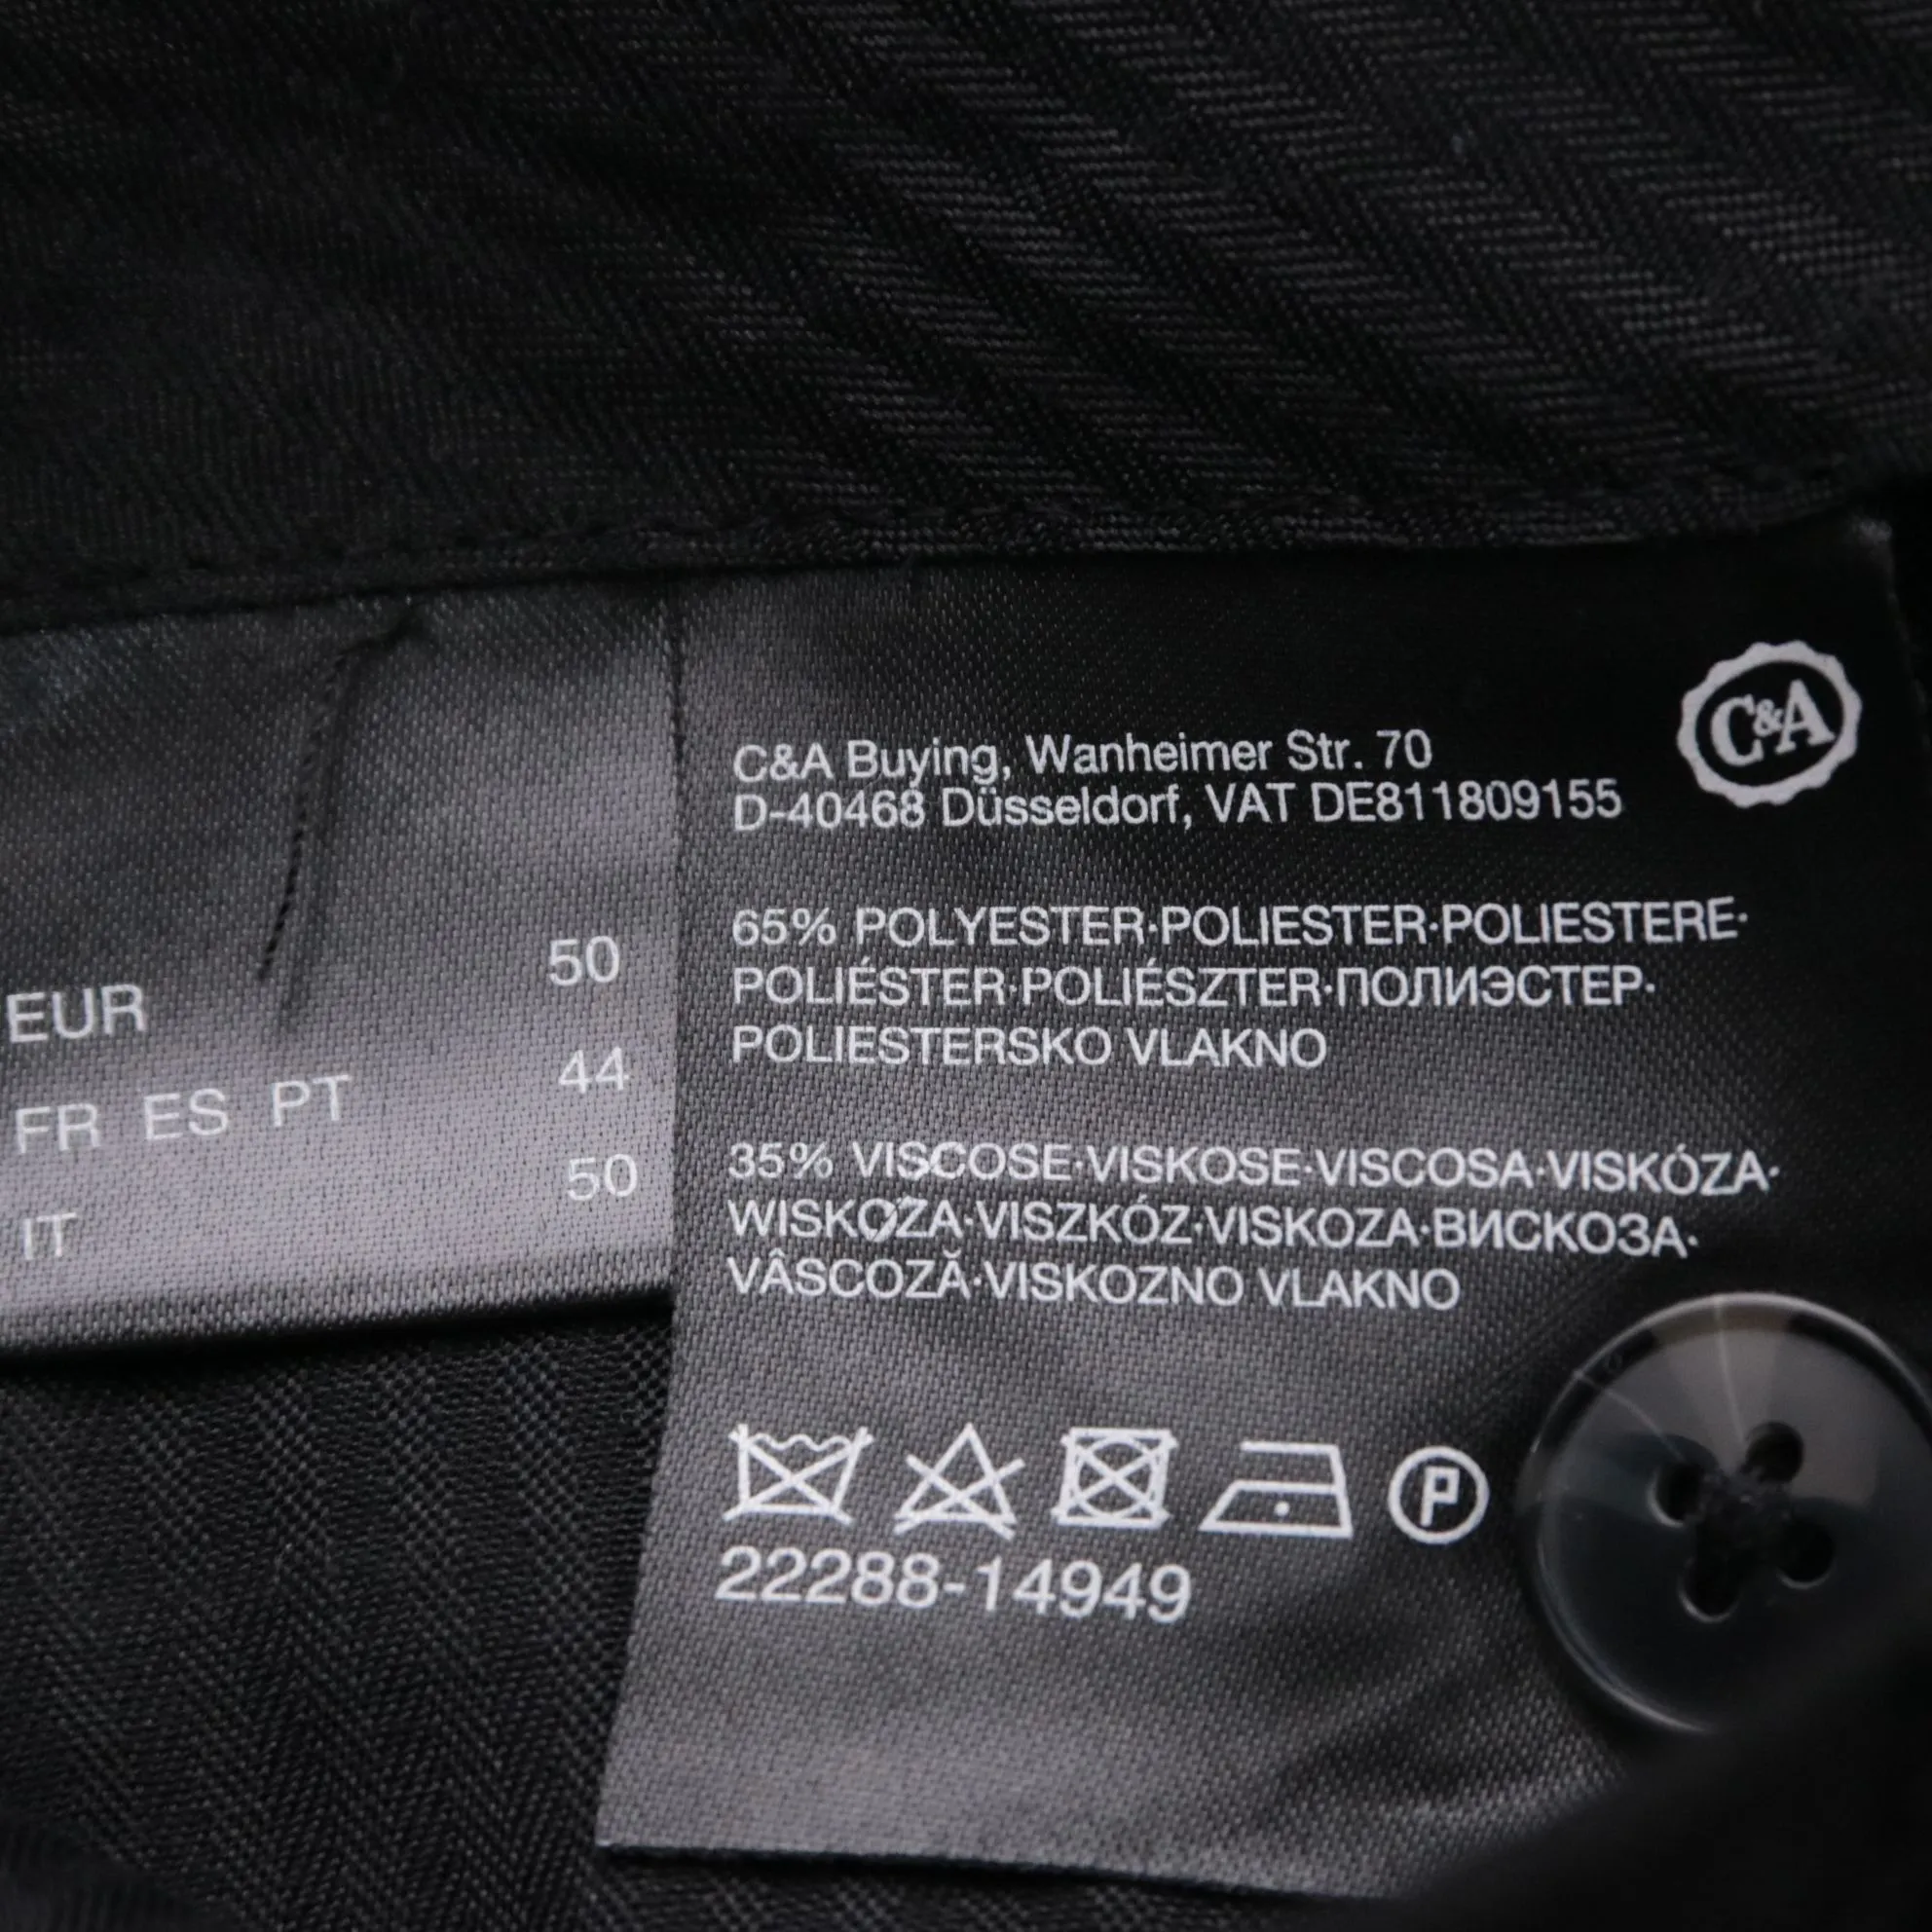 EUR 50
FR ES PT 44
IT 50
C&A
C&A Buying, Wanheimer Str. 70
D-40468 Düsseldorf, VAT DE811809155
65% POLYESTER·POLIESTER·POLIESTERE·
POLIÉSTER·POLIÉSZTER·ПОЛИЭСТЕР·
POLIESTERSKO VLAKNO
35% VISCOSE·VISKOSE·VISCOSA·VISKÓZA·
WISKOZA·VISZKÓZ·VISKOZA·ВИСКОЗА·
VÂSCOZĂ·VISKOZNO VLAKNO
P
22288-14949